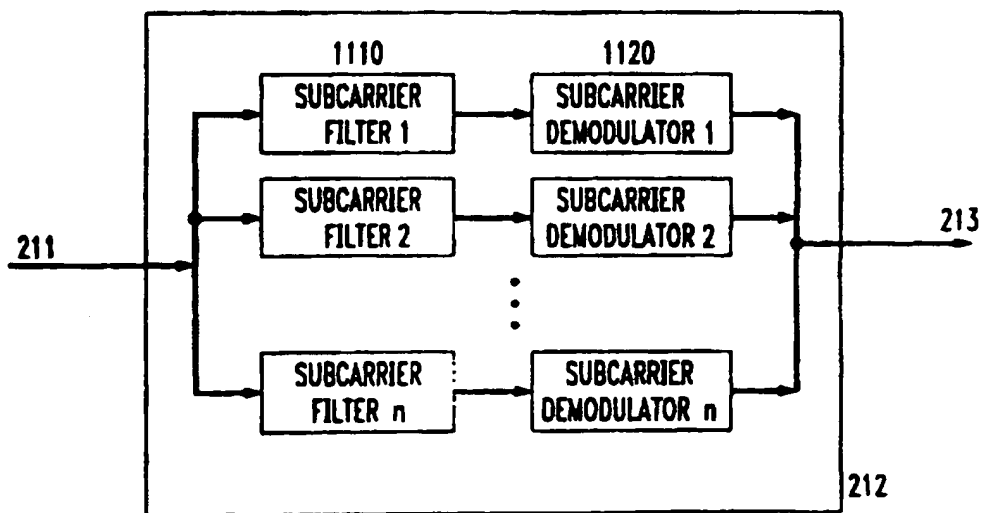 1110
1120
SUBCARRIER
FILTER 1
SUBCARRIER
DEMODULATOR 1
SUBCARRIER
FILTER 2
SUBCARRIER
DEMODULATOR 2
211
213
SUBCARRIER
FILTER n
SUBCARRIER
DEMODULATOR n
212